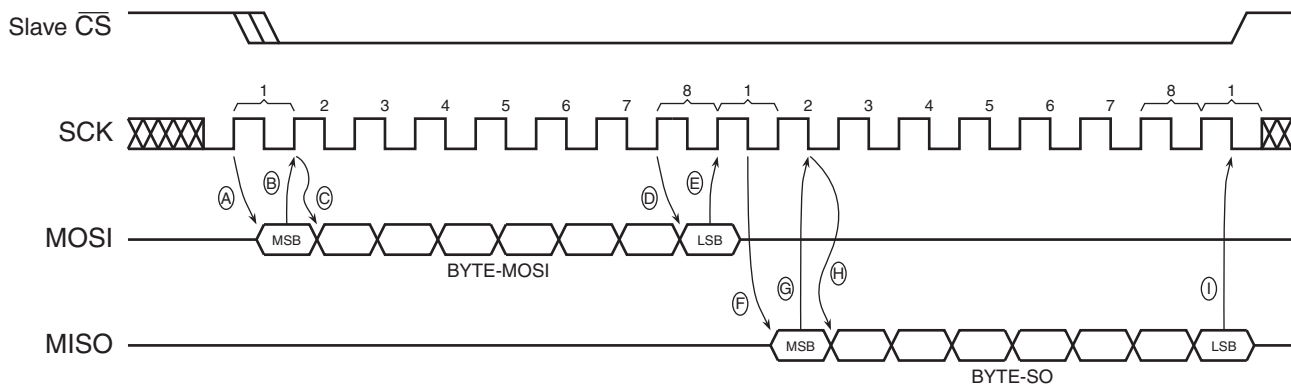 Slave CS
1 2 3 4 5 6 7 8 1 2 3 4 5 6 7 8 1
SCK
A B C D E
MOSI MSB LSB
BYTE-MOSI
F G H I
MISO MSB LSB
BYTE-SO